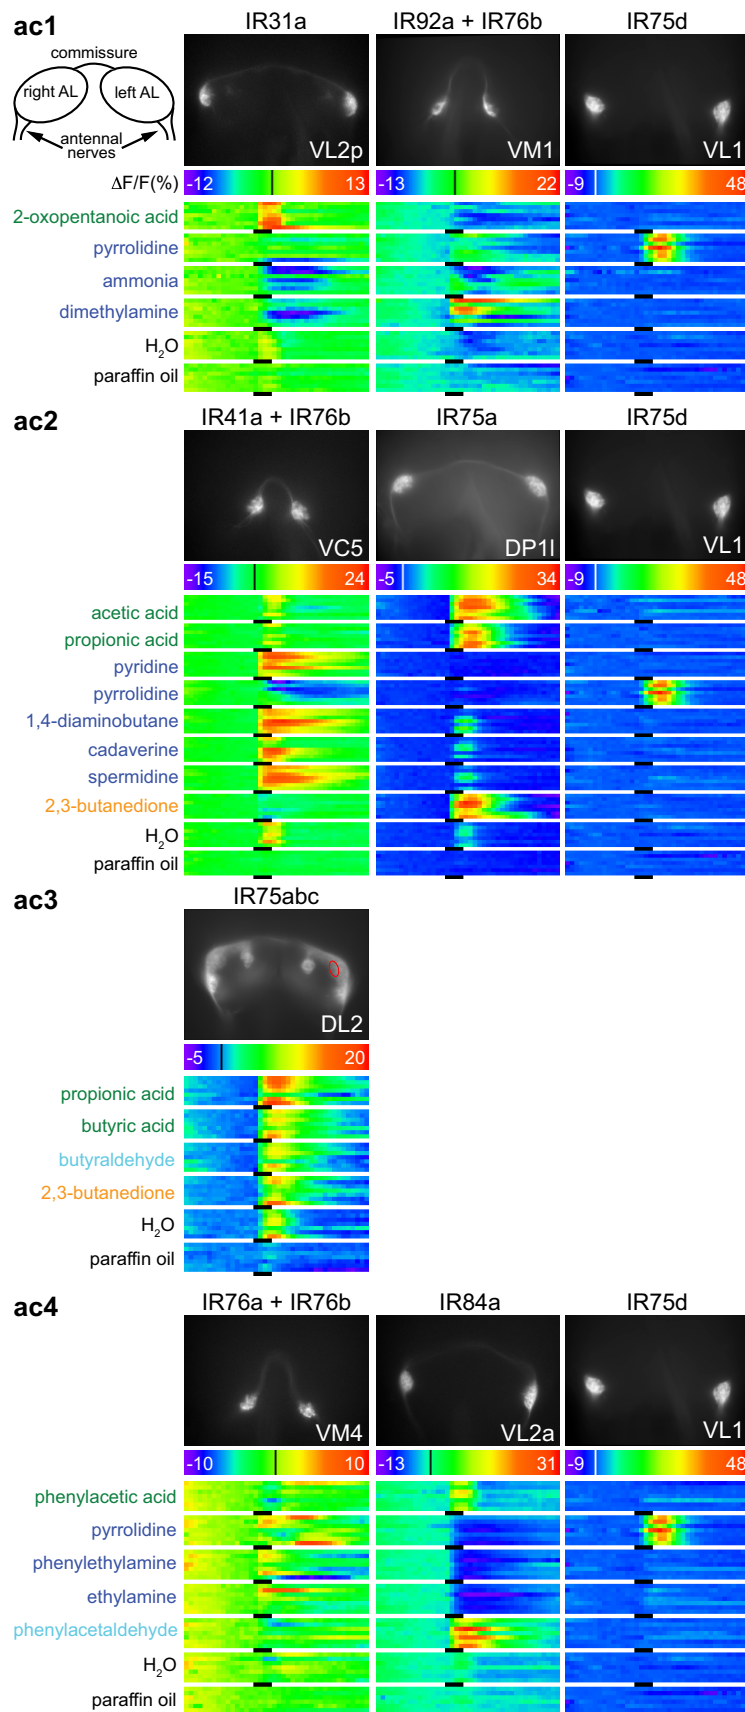 ac1
IR31a
IR92a + IR76b
IR75d
commissure
right AL
left AL
antennal
nerves
VL2p
VM1
VL1
ΔF/F(%)
-12
13
-13
22
-9
48
2-oxopentanoic acid
pyrrolidine
ammonia
dimethylamine
H2O
paraffin oil
ac2
IR41a + IR76b
IR75a
IR75d
VC5
DP1l
VL1
-15
24
-5
34
-9
48
acetic acid
propionic acid
pyridine
pyrrolidine
1,4-diaminobutane
cadaverine
spermidine
2,3-butanedione
H2O
paraffin oil
ac3
IR75abc
DL2
-5
20
propionic acid
butyric acid
butyraldehyde
2,3-butanedione
H2O
paraffin oil
ac4
IR76a + IR76b
IR84a
IR75d
VM4
VL2a
VL1
-10
10
-13
31
-9
48
phenylacetic acid
pyrrolidine
phenylethylamine
ethylamine
phenylacetaldehyde
H2O
paraffin oil